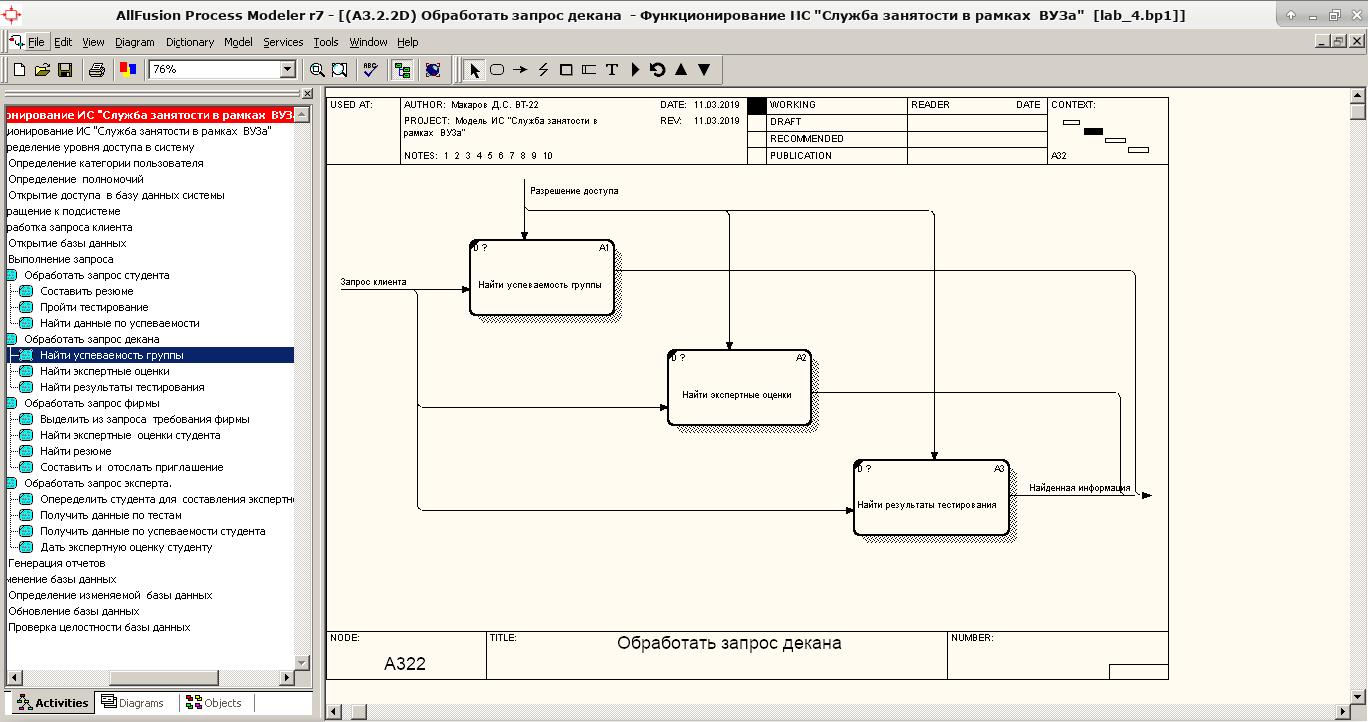 AllFusion Process Modeler r7 - [(A3.2.2D) Обработать запрос декана - Функционирование ИС "Служба занятости в рамках ВУЗа" [lab_4.bp1]]
File Edit View Diagram Dictionary Model Services Tools Window Help
76%
ABC
T
онирование ИС "Служба занятости в рамках ВУЗ
ционирование ИС "Служба занятости в рамках ВУЗа"
ределение уровня доступа в систему
Определение категории пользователя
Определение полномочий
Открытие доступа в базу данных системы
ращение к подсистеме
работка запроса клиента
Открытие базы данных
Выполнение запроса
Обработать запрос студента
Составить резюме
Пройти тестирование
Найти данные по успеваемости
Обработать запрос декана
Найти успеваемость группы
Найти экспертные оценки
Найти результаты тестирования
Обработать запрос фирмы
Выделить из запроса требования фирмы
Найти экспертные оценки студента
Найти резюме
Составить и отослать приглашение
Обработать запрос эксперта.
Опеределить студента для составления экспертн
Получить данные по тестам
Получить данные по успеваемости студента
Дать экспертную оценку студенту
Генерация отчетов
менение базы данных
Определение изменяемой базы данных
Обновление базы данных
Проверка целостности базы данных
Activities Diagrams Objects
USED AT:
AUTHOR: Макаров Д.С. ВТ-22
DATE: 11.03.2019
PROJECT: Модель ИС "Служба занятости в
рамках ВУЗа"
REV: 11.03.2019
NOTES: 1 2 3 4 5 6 7 8 9 10
WORKING
DRAFT
RECOMMENDED
PUBLICATION
READER DATE
CONTEXT:
A32
Разрешение доступа
0 ? A1
Найти успеваемость группы
Запрос клиента
0 ? A2
Найти экспертные оценки
0 ? A3
Найти результаты тестирования
Найденная информация
NODE:
A322
TITLE:
Обработать запрос декана
NUMBER: